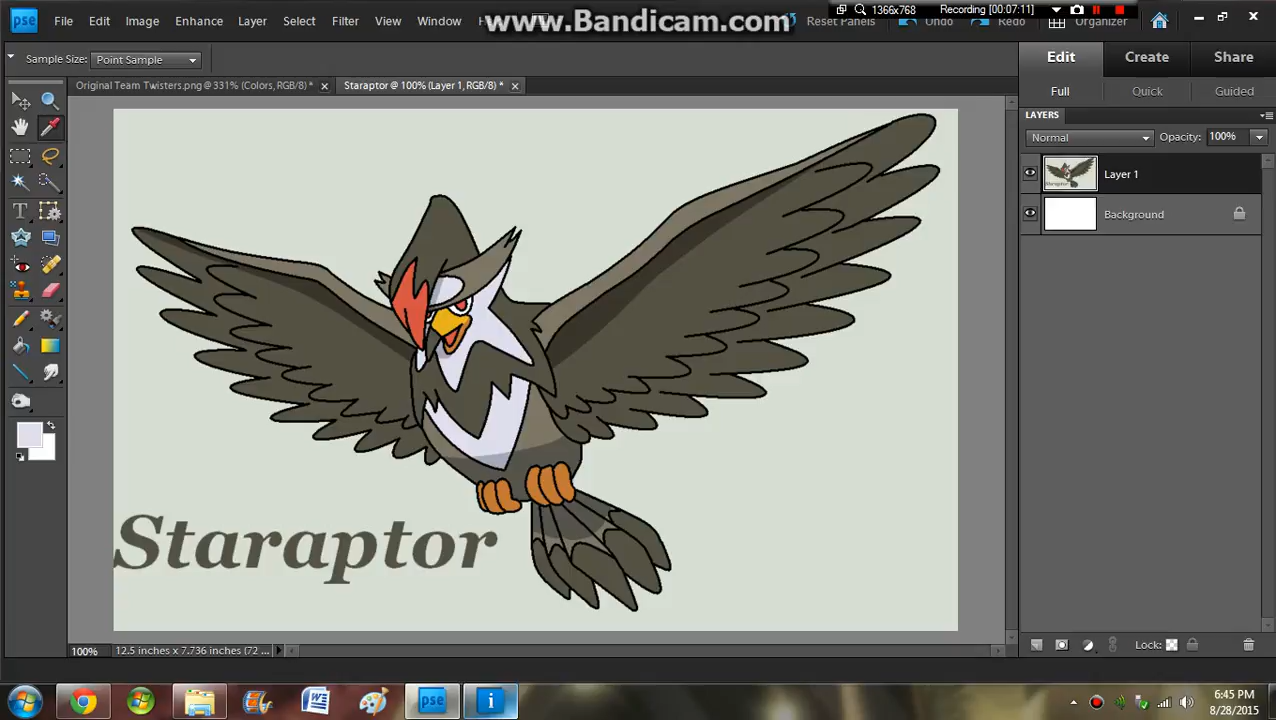 pse File Edit Image Enhance Layer Select Filter View Window www.Bandicam.com Reset Panels Undo Redo Organizer
1366x768 Recording [00:07:11]
Sample Size: Point Sample
Edit Create Share
Original Team Twisters.png @ 331% (Colors, RGB/8) * Staraptor @ 100% (Layer 1, RGB/8) *
Full Quick Guided
LAYERS
Normal Opacity: 100%
Layer 1
Background
Staraptor
100% 12.5 inches x 7.736 inches (72 ...
Lock:
pse
6:45 PM
8/28/2015